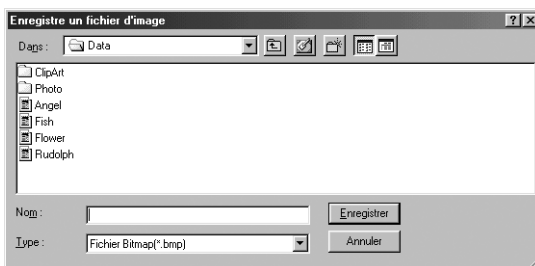 Enregistre un fichier d'image
Dans : Data
ClipArt
Photo
Angel
Fish
Flower
Rudolph
Nom : Enregistrer
Type : Fichier Bitmap(*.bmp) Annuler